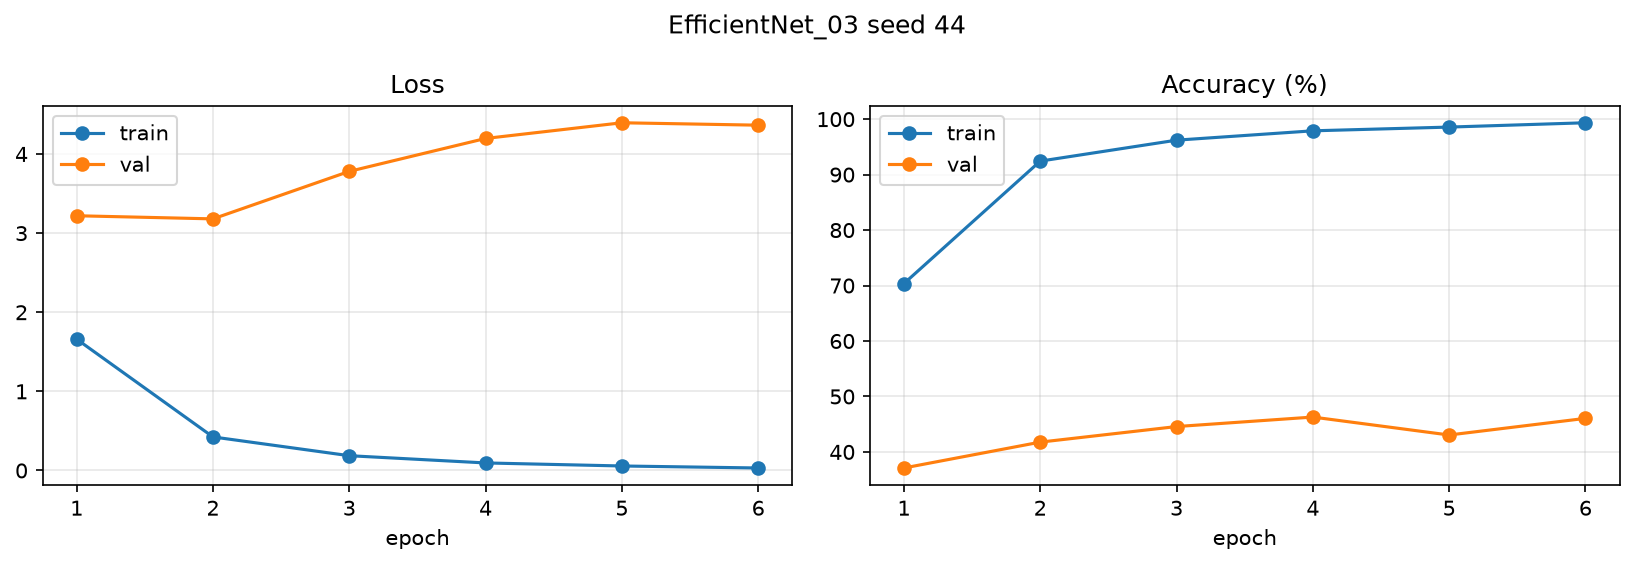 EfficientNet_03 seed 44
Loss
train
val
4
3
2
1
0
1 2 3 4 5 6
epoch
Accuracy (%)
train
val
100
90
80
70
60
50
40
1 2 3 4 5 6
epoch